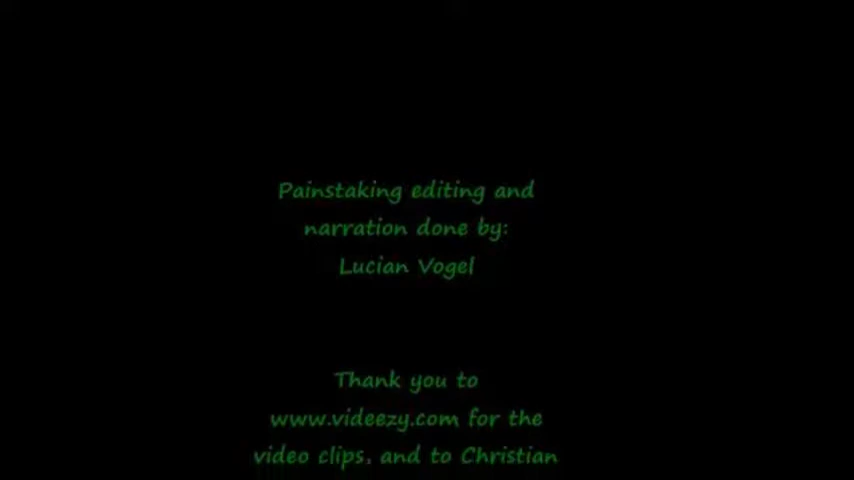 Painstaking editing and
narration done by:
Lucian Vogel
Thank you to
www.videezy.com for the
video clips, and to Christian